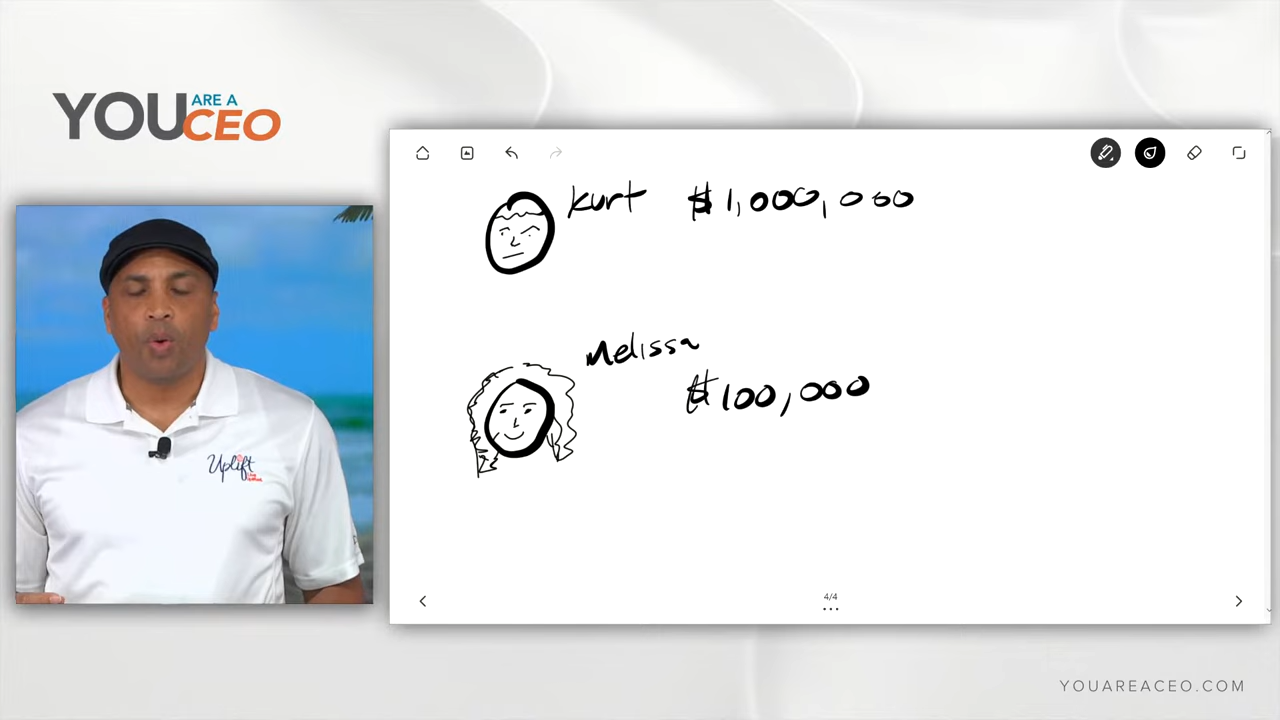 YOU ARE A CEO
Kurt $1,000,000
Melissa
$100,000
Uplift
4/4
YOUAREACEO.COM